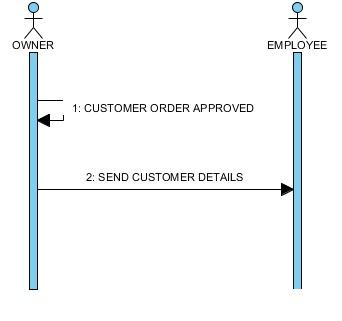 OWNER
EMPLOYEE
1: CUSTOMER ORDER APPROVED
2: SEND CUSTOMER DETAILS